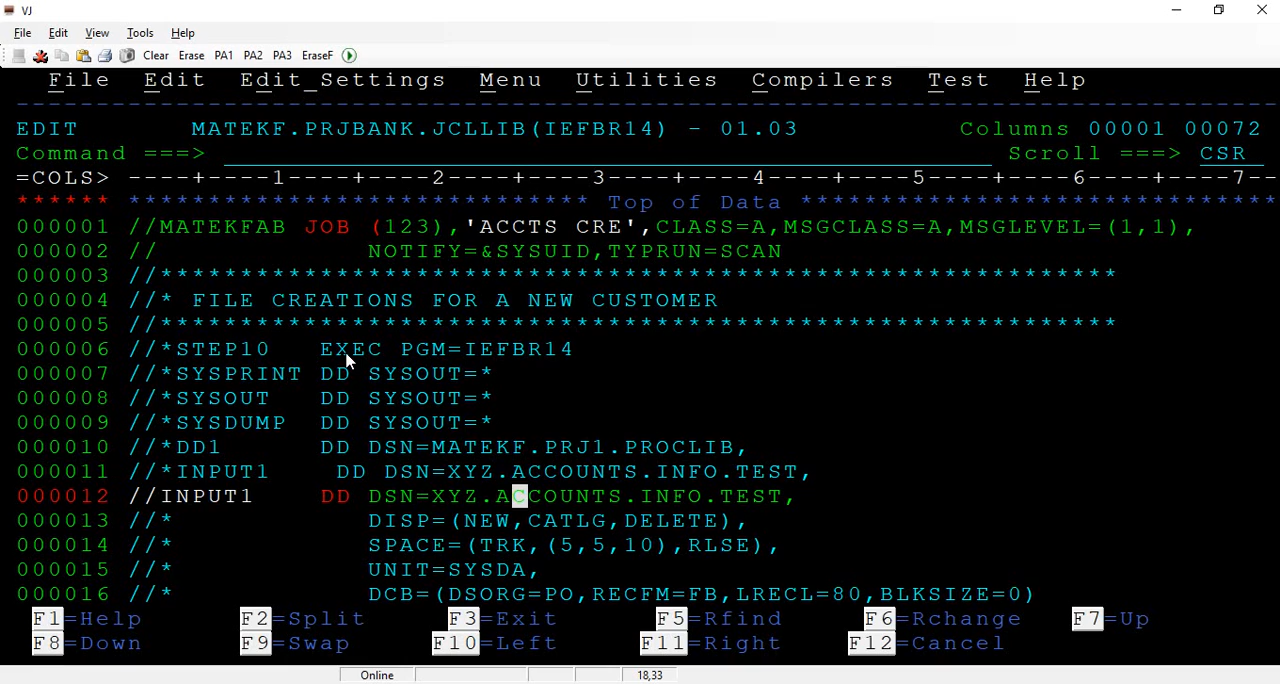 VJ
File Edit View Tools Help
Clear Erase PA1 PA2 PA3 EraseF
File Edit Edit_Settings Menu Utilities Compilers Test Help
--------------------------------------------------------------------------------
EDIT MATEKF.PRJBANK.JCLLIB(IEFBR14) - 01.03 Columns 00001 00072
Command ===> Scroll ===> CSR
=COLS> ----+----1----+----2----+----3----+----4----+----5----+----6----+----7--
****** ***************************** Top of Data ******************************
000001 //MATEKFAB JOB (123),'ACCTS CRE',CLASS=A,MSGCLASS=A,MSGLEVEL=(1,1),
000002 // NOTIFY=&SYSUID,TYPRUN=SCAN
000003 //************************************************************
000004 //* FILE CREATIONS FOR A NEW CUSTOMER
000005 //************************************************************
000006 //*STEP10 EXEC PGM=IEFBR14
000007 //*SYSPRINT DD SYSOUT=*
000008 //*SYSOUT DD SYSOUT=*
000009 //*SYSDUMP DD SYSOUT=*
000010 //*DD1 DD DSN=MATEKF.PRJ1.PROCLIB,
000011 //*INPUT1 DD DSN=XYZ.ACCOUNTS.INFO.TEST,
000012 //INPUT1 DD DSN=XYZ.ACCOUNTS.INFO.TEST,
000013 //* DISP=(NEW,CATLG,DELETE),
000014 //* SPACE=(TRK,(5,5,10),RLSE),
000015 //* UNIT=SYSDA,
000016 //* DCB=(DSORG=PO,RECFM=FB,LRECL=80,BLKSIZE=0)
F1=Help F2=Split F3=Exit F5=Rfind F6=Rchange F7=Up
F8=Down F9=Swap F10=Left F11=Right F12=Cancel
Online 18,33